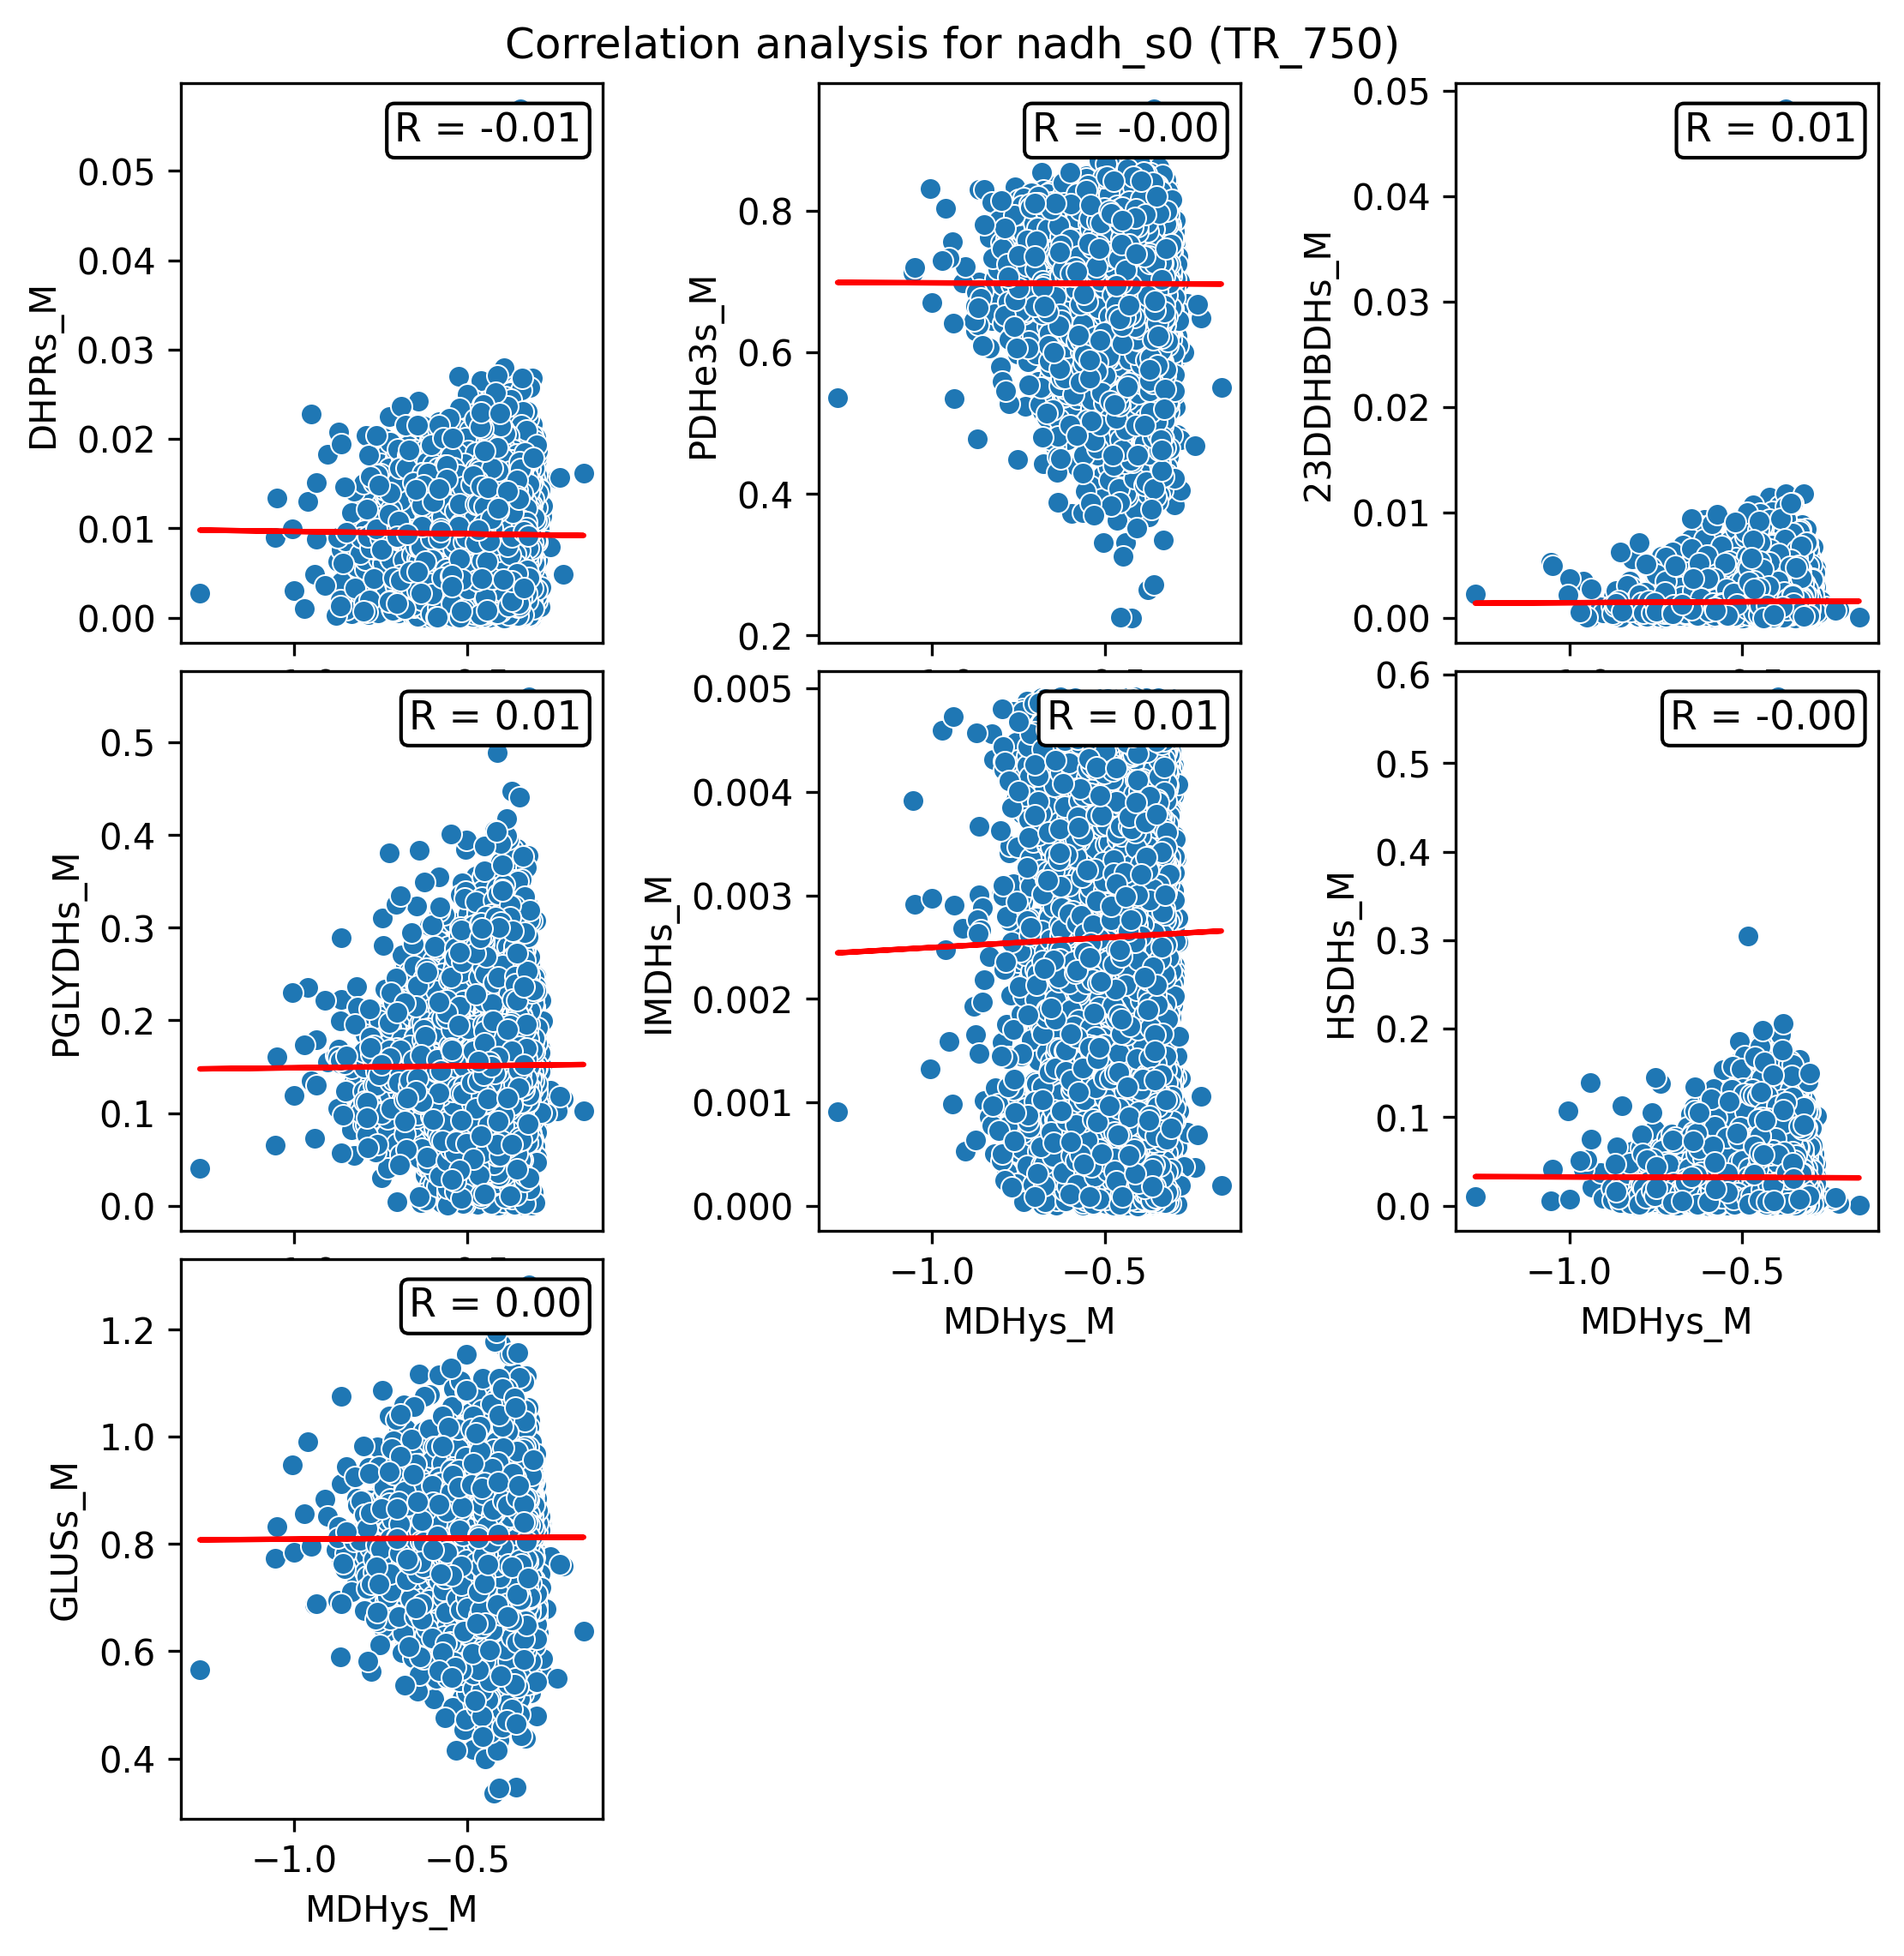 Correlation analysis for nadh_s0 (TR_750)
R = -0.01
0.05
0.04
0.03
0.02
0.01
0.00
DHPRs_M
R = -0.00
0.8
0.6
0.4
0.2
PDHe3s_M
R = 0.01
0.05
0.04
0.03
0.02
0.01
0.00
23DDHBDHs_M
R = 0.01
0.5
0.4
0.3
0.2
0.1
0.0
PGLYDHs_M
R = 0.01
0.005
0.004
0.003
0.002
0.001
0.000
IMDHs_M
−1.0
−0.5
MDHys_M
R = -0.00
0.6
0.5
0.4
0.3
0.2
0.1
0.0
HSDHs_M
−1.0
−0.5
MDHys_M
R = 0.00
1.2
1.0
0.8
0.6
0.4
GLUSs_M
−1.0
−0.5
MDHys_M